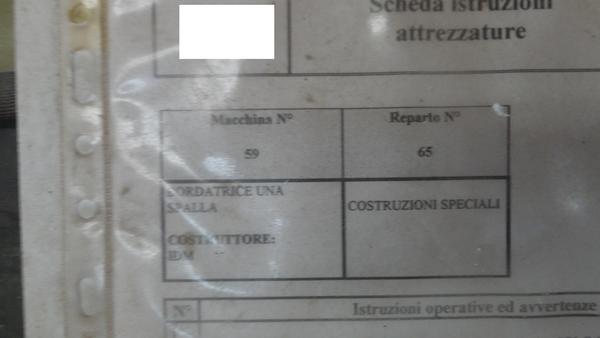 Scheda istruzioni
attrezzature
Macchina N°
Reparto N°
59
65
BORDATRICE UNA
SPALLA
COSTRUTTORE:
IDM
COSTRUZIONI SPECIALI
N°
Istruzioni operative ed avvertenze